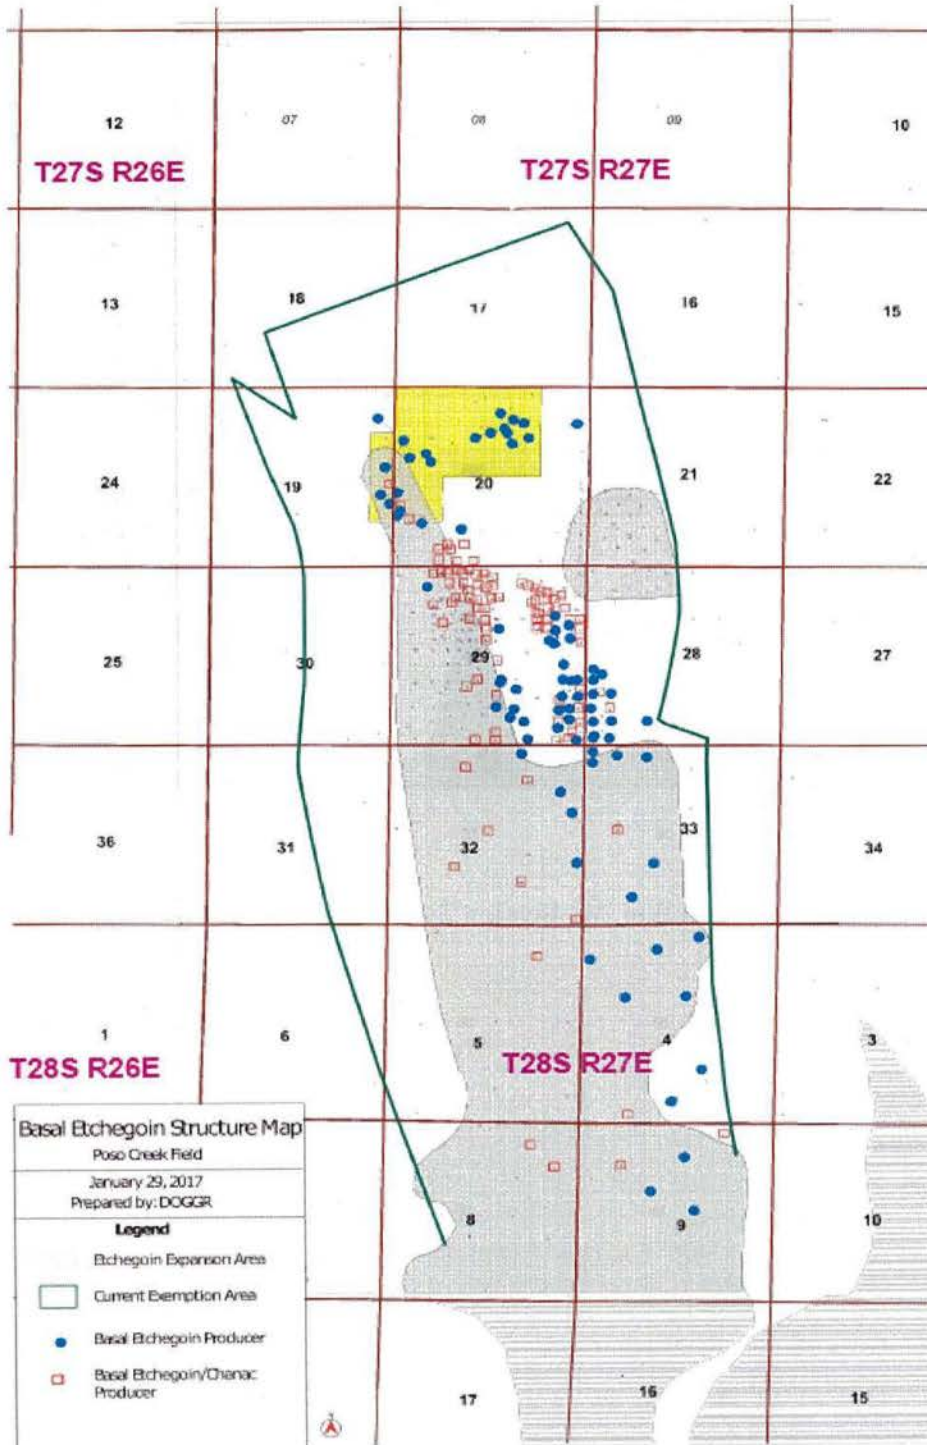 12
07
08
09
10
T27S R26E
T27S R27E
13
18
17
16
15
24
19
20
21
22
25
30
29
28
27
36
31
32
33
34
1
6
5
4
3
T28S R26E
T28S R27E
8
9
10
17
16
15
Basal Etchegoin Structure Map
Poso Creek Field
January 29, 2017
Prepared by: DOGGR
Legend
Etchegoin Expanson Area
Current Exemption Area
Basal Etchegoin Producer
Basal Etchegoin/Chanac
Producer